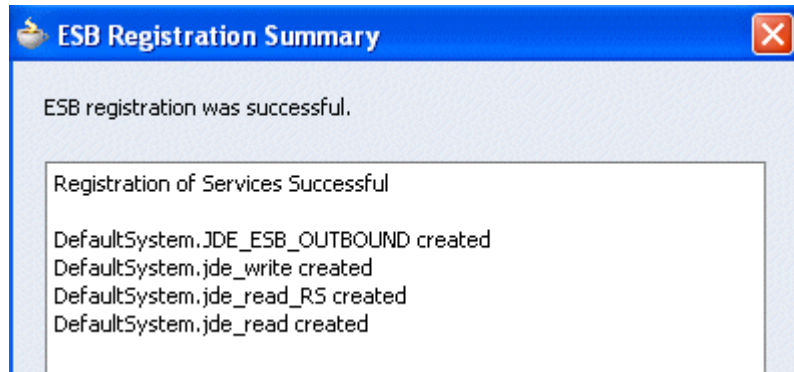 ESB Registration Summary
ESB registration was successful.
Registration of Services Successful
DefaultSystem.JDE_ESB_OUTBOUND created
DefaultSystem.jde_write created
DefaultSystem.jde_read_RS created
DefaultSystem.jde_read created